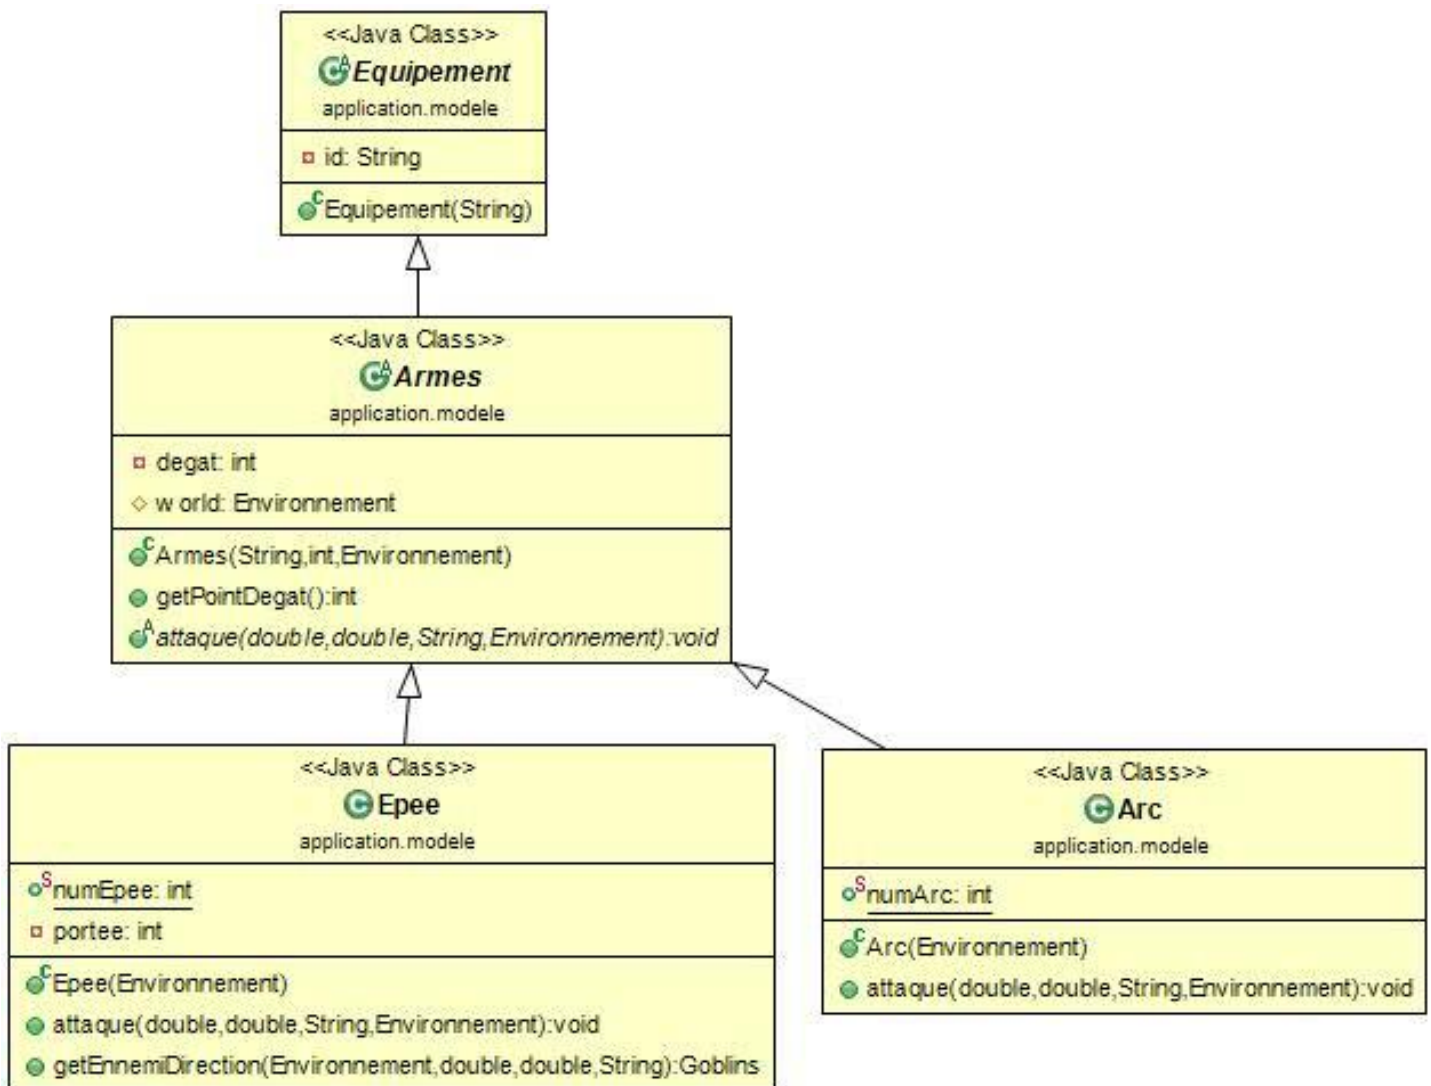 <<Java Class>>
Equipement
application.modele
id: String
Equipement(String)
<<Java Class>>
Armes
application.modele
degat: int
w orld: Environnement
Armes(String,int,Environnement)
getPointDegat():int
attaque(double,double,String,Environnement):void
<<Java Class>>
Epee
application.modele
numEpee: int
portee: int
Epee(Environnement)
attaque(double,double,String,Environnement):void
getEnnemiDirection(Environnement,double,double,String):Goblins
<<Java Class>>
Arc
application.modele
numArc: int
Arc(Environnement)
attaque(double,double,String,Environnement):void